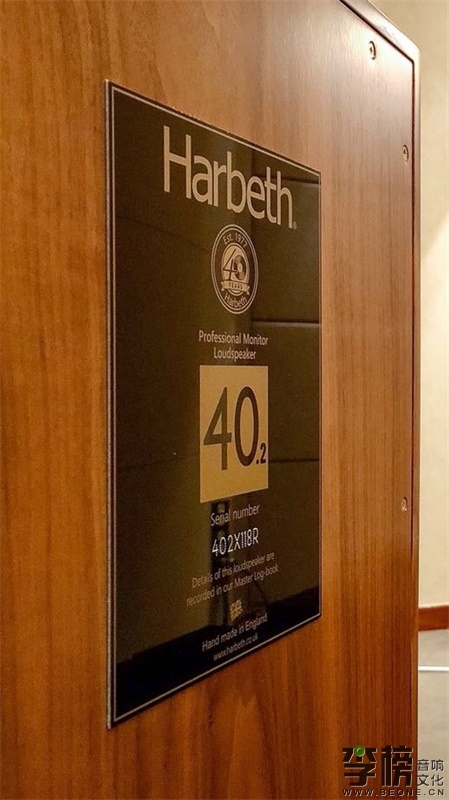 Harbeth®
Est. 1977
40
YEARS
Harbeth
Professional Monitor
Loudspeaker
40.2
Serial number
402X118R
Details of this loudspeaker are
recorded in our Master Log-book
Hand made in England
www.harbeth.co.uk
李榜音响
文化
WWW.BEONE.CN